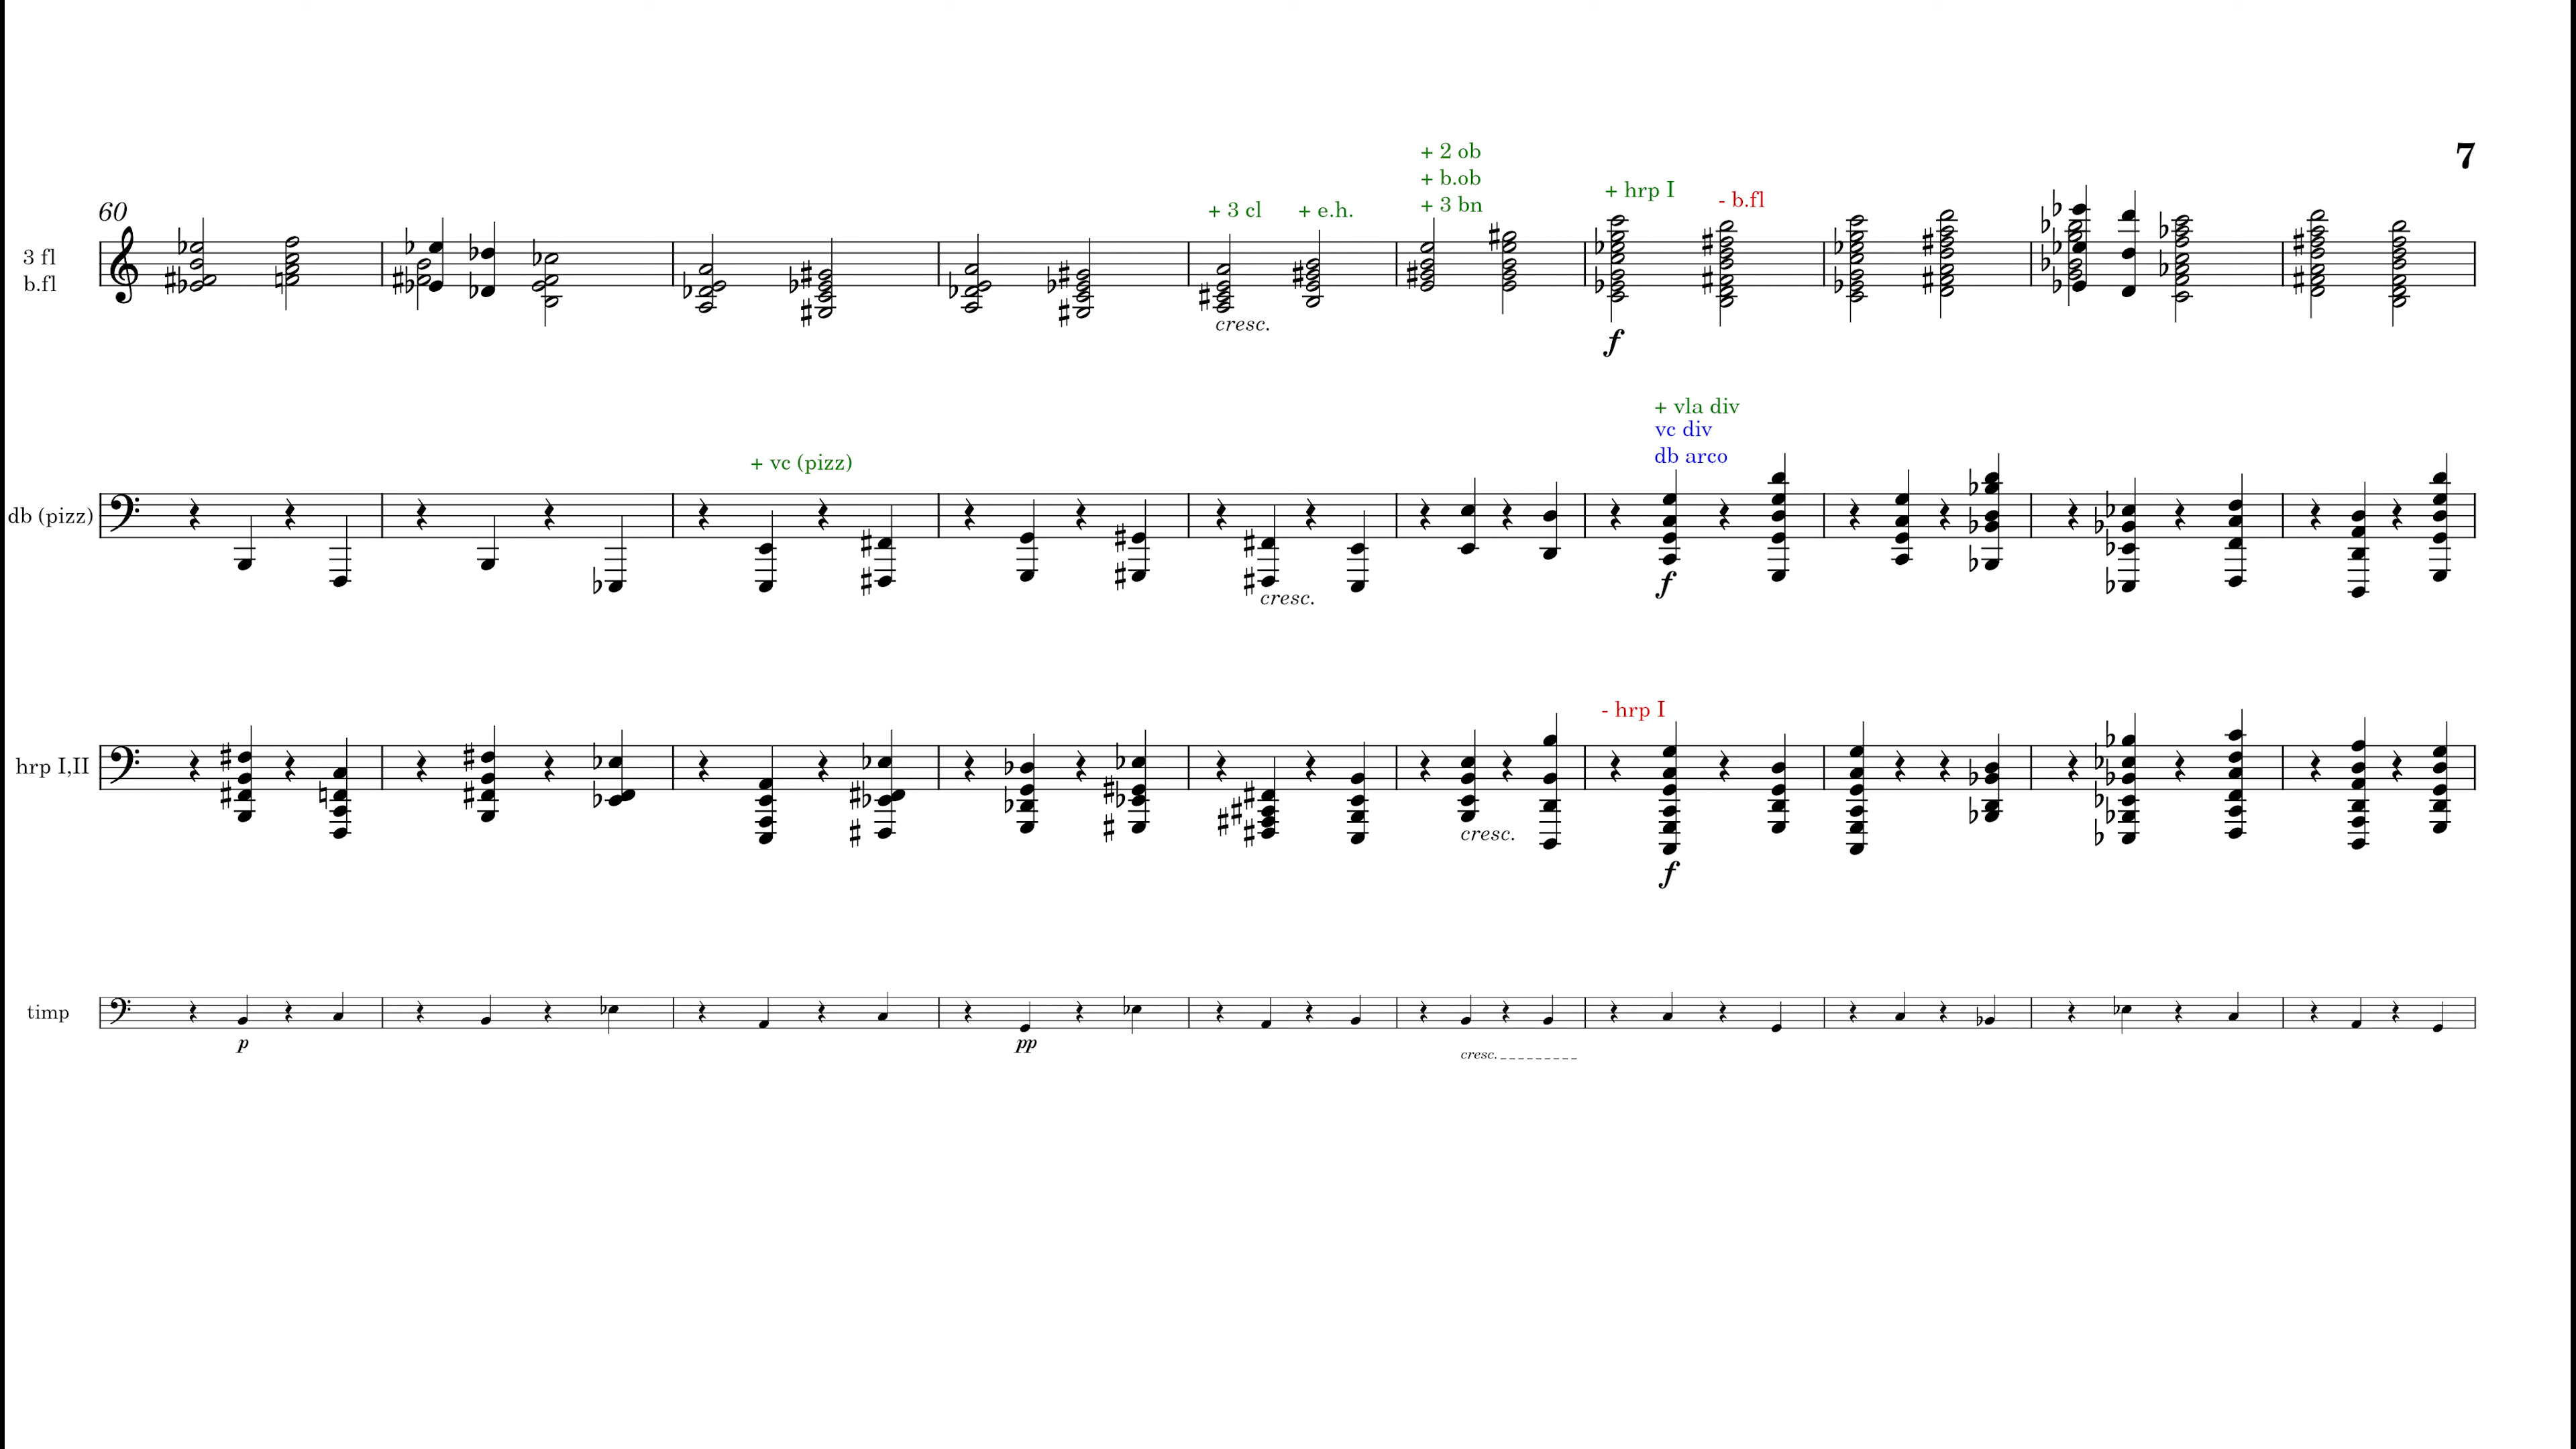 7
+ 2 ob
+ b.ob
+ 3 bn
+ hrp I
- b.fl
60
+ 3 cl
+ e.h.
3 fl
b.fl
cresc.
f
+ vla div
vc div
db arco
+ vc (pizz)
db (pizz)
f
cresc.
- hrp I
hrp I,II
cresc.
f
timp
p
pp
cresc.